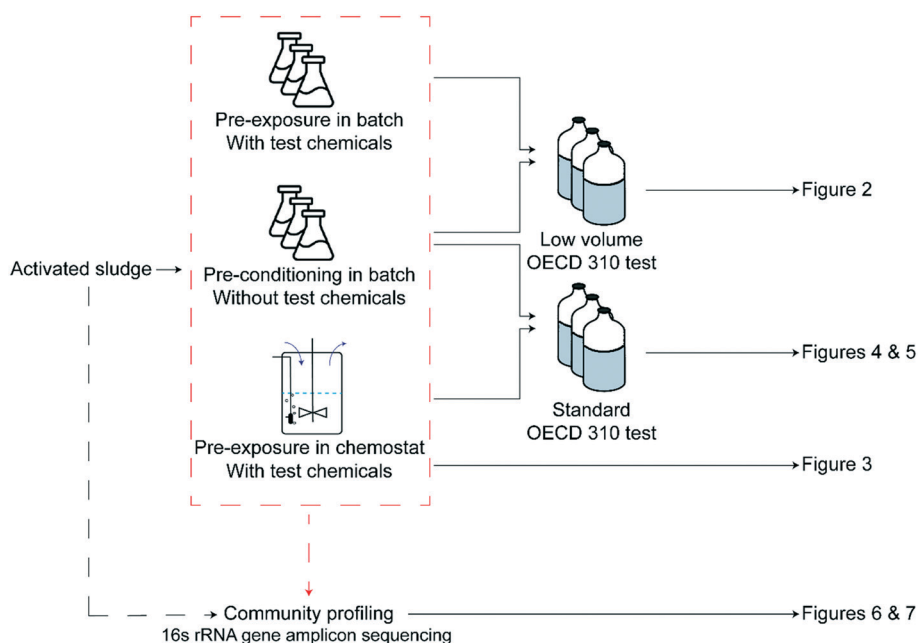 Pre-exposure in batch
With test chemicals
Low volume
OECD 310 test
Figure 2
Activated sludge
Pre-conditioning in batch
Without test chemicals
Standard
OECD 310 test
Figures 4 & 5
Pre-exposure in chemostat
With test chemicals
Figure 3
Community profiling
16s rRNA gene amplicon sequencing
Figures 6 & 7